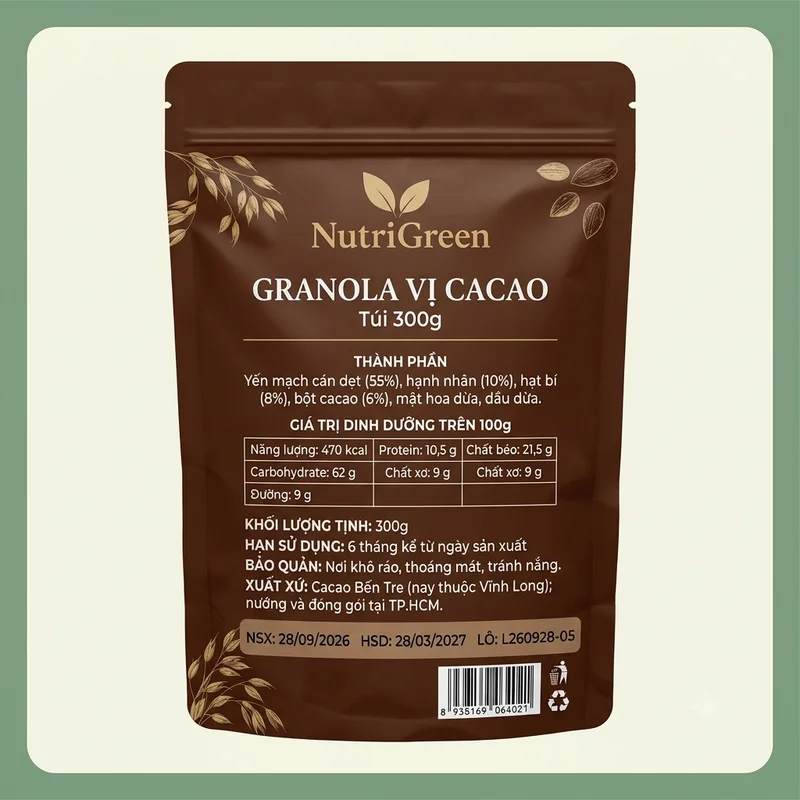 NutriGreen
GRANOLA VỊ CACAO
Túi 300g
THÀNH PHẦN
Yến mạch cán dẹt (55%), hạnh nhân (10%), hạt bí
(8%), bột cacao (6%), mật hoa dừa, dầu dừa.
GIÁ TRỊ DINH DƯỠNG TRÊN 100g
Năng lượng: 470 kcal Protein: 10,5 g Chất béo: 21,5 g
Carbohydrate: 62 g Chất xơ: 9 g Chất xơ: 9 g
Đường: 9 g
KHỐI LƯỢNG TỊNH: 300g
HẠN SỬ DỤNG: 6 tháng kể từ ngày sản xuất
BẢO QUẢN: Nơi khô ráo, thoáng mát, tránh nắng.
XUẤT XỨ: Cacao Bến Tre (nay thuộc Vĩnh Long);
nướng và đóng gói tại TP.HCM.
NSX: 28/09/2026 HSD: 28/03/2027 LÔ: L260928-05
8 935169 064021